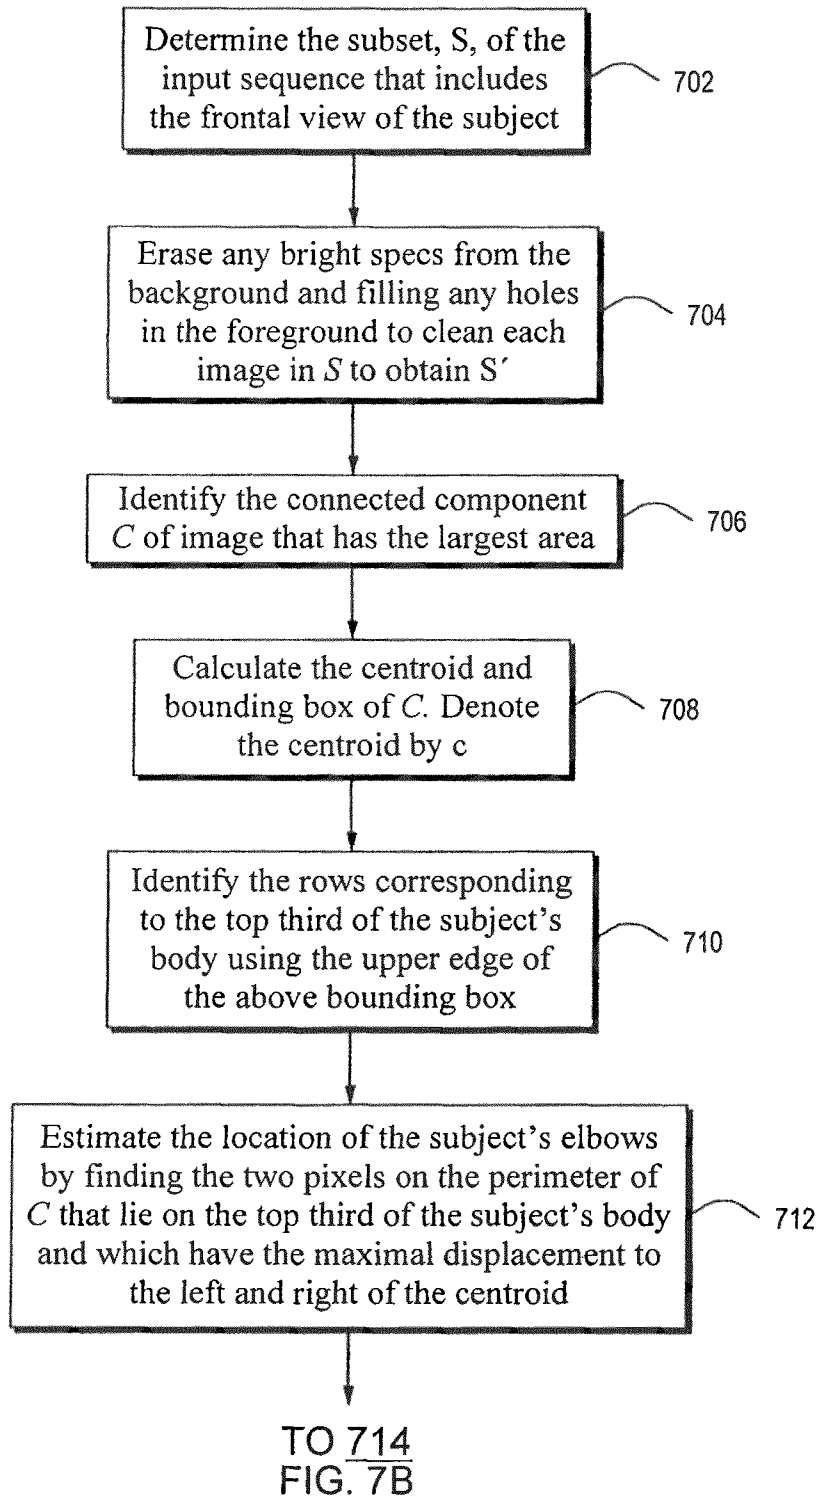 Determine the subset, S, of the
input sequence that includes
the frontal view of the subject
702
Erase any bright specs from the
background and filling any holes
in the foreground to clean each
image in S to obtain S´
704
Identify the connected component
C of image that has the largest area
706
Calculate the centroid and
bounding box of C. Denote
the centroid by c
708
Identify the rows corresponding
to the top third of the subject's
body using the upper edge of
the above bounding box
710
Estimate the location of the subject's elbows
by finding the two pixels on the perimeter of
C that lie on the top third of the subject's body
and which have the maximal displacement to
the left and right of the centroid
712
TO 714
FIG. 7B